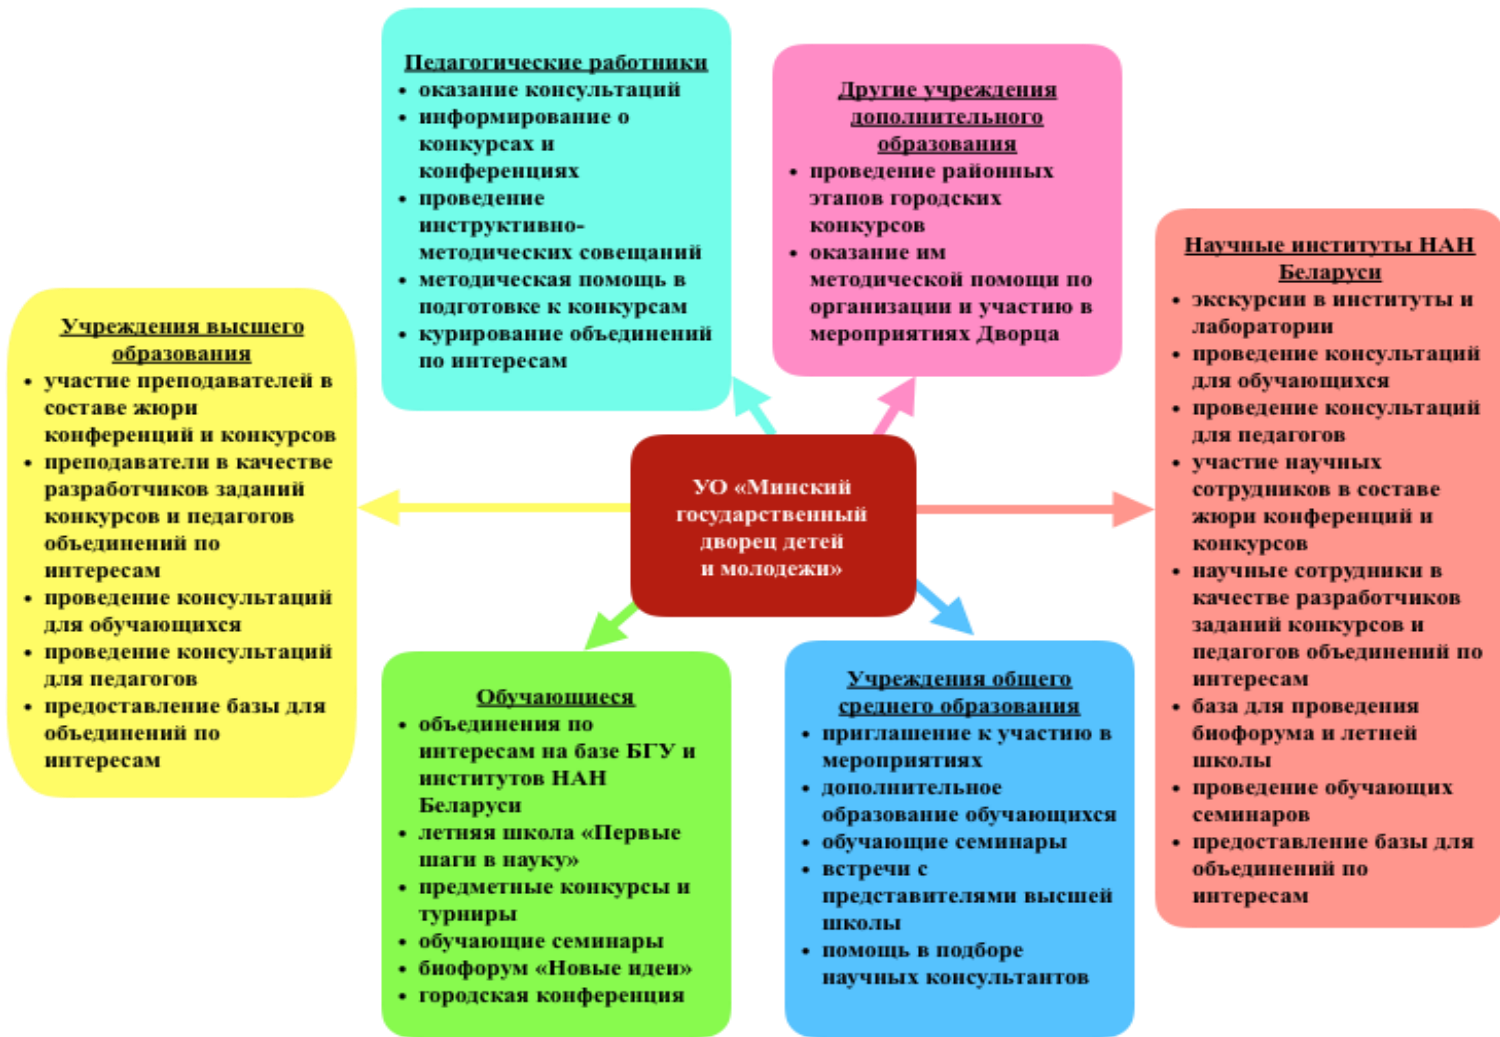 Педагогические работники
• оказание консультаций
• информирование о
конкурсах и
конференциях
• проведение
инструктивно-
методических совещаний
• методическая помощь в
подготовке к конкурсам
• курирование объединений
по интересам
Другие учреждения
дополнительного
образования
• проведение районных
этапов городских
конкурсов
• оказание им
методической помощи по
организации и участию в
мероприятиях Дворца
Научные институты НАН
Беларуси
• экскурсии в институты и
лаборатории
• проведение консультаций
для обучающихся
• проведение консультаций
для педагогов
• участие научных
сотрудников в составе
жюри конференций и
конкурсов
• научные сотрудники в
качестве разработчиков
заданий конкурсов и
педагогов объединений по
интересам
• база для проведения
биофорума и летней
школы
• проведение обучающих
семинаров
• предоставление базы для
объединений по
интересам
Учреждения высшего
образования
• участие преподавателей в
составе жюри
конференций и конкурсов
• преподаватели в качестве
разработчиков заданий
конкурсов и педагогов
объединений по
интересам
• проведение консультаций
для обучающихся
• проведение консультаций
для педагогов
• предоставление базы для
объединений по
интересам
УО «Минский
государственный
дворец детей
и молодежи»
Обучающиеся
• объединения по
интересам на базе БГУ и
институтов НАН
Беларуси
• летняя школа «Первые
шаги в науку»
• предметные конкурсы и
турниры
• обучающие семинары
• биофорум «Новые идеи»
• городская конференция
Учреждения общего
среднего образования
• приглашение к участию в
мероприятиях
• дополнительное
образование обучающихся
• обучающие семинары
• встречи с
представителями высшей
школы
• помощь в подборе
научных консультантов